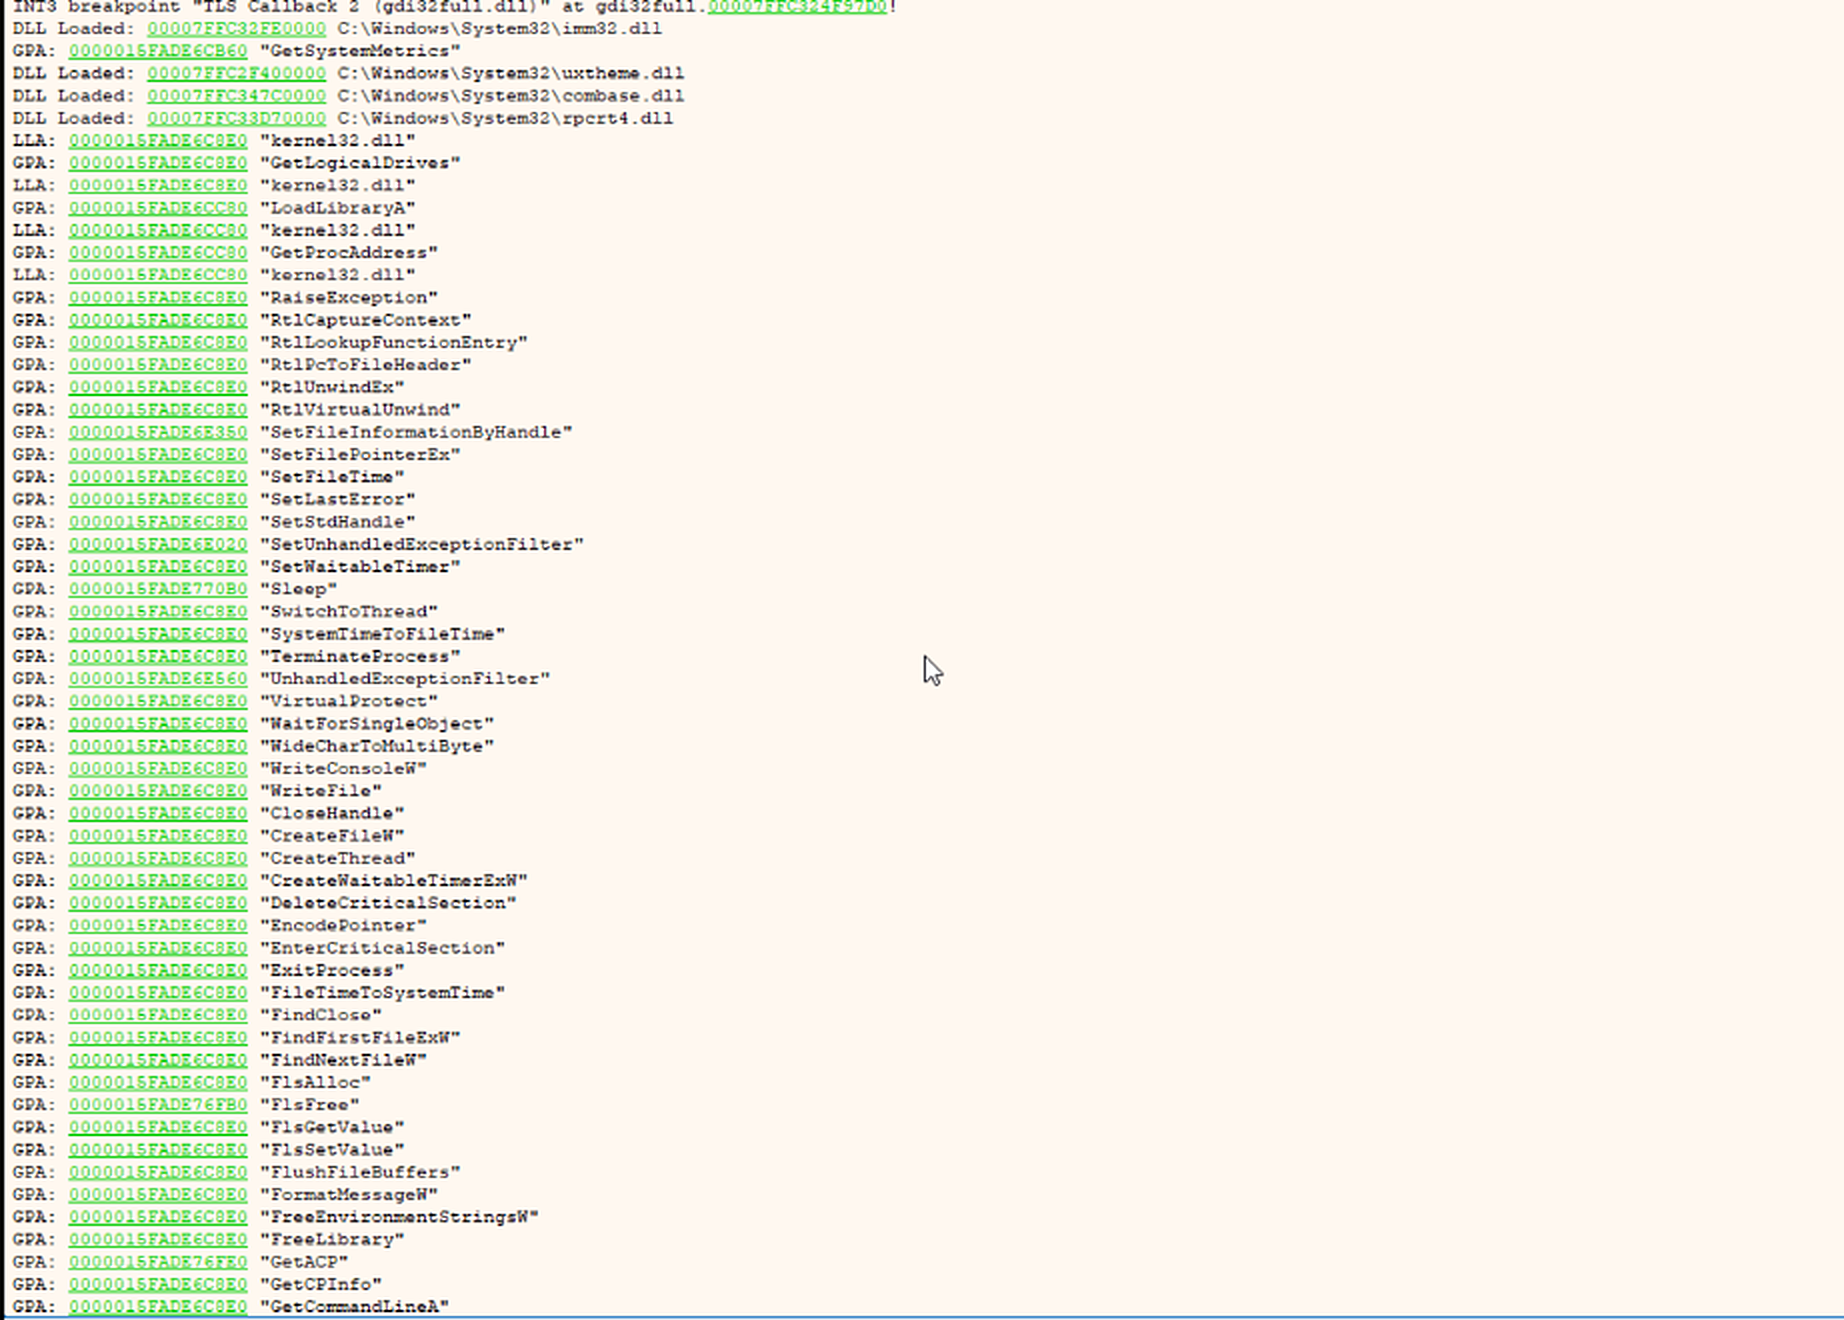 INT3 breakpoint "TLS Callback 2 (gdi32full.dll)" at gdi32full.00007FFC324F97D0!
DLL Loaded: 00007FFC32FE0000 C:\Windows\System32\imm32.dll
GPA: 0000015FADE6CB60 "GetSystemMetrics"
DLL Loaded: 00007FFC2F400000 C:\Windows\System32\uxtheme.dll
DLL Loaded: 00007FFC347C0000 C:\Windows\System32\combase.dll
DLL Loaded: 00007FFC33D70000 C:\Windows\System32\rpcrt4.dll
LLA: 0000015FADE6C8E0 "kernel32.dll"
GPA: 0000015FADE6C8E0 "GetLogicalDrives"
LLA: 0000015FADE6C8E0 "kernel32.dll"
GPA: 0000015FADE6CC80 "LoadLibraryA"
LLA: 0000015FADE6CC80 "kernel32.dll"
GPA: 0000015FADE6CC80 "GetProcAddress"
LLA: 0000015FADE6CC80 "kernel32.dll"
GPA: 0000015FADE6C8E0 "RaiseException"
GPA: 0000015FADE6C8E0 "RtlCaptureContext"
GPA: 0000015FADE6C8E0 "RtlLookupFunctionEntry"
GPA: 0000015FADE6C8E0 "RtlPcToFileHeader"
GPA: 0000015FADE6C8E0 "RtlUnwindEx"
GPA: 0000015FADE6C8E0 "RtlVirtualUnwind"
GPA: 0000015FADE6E350 "SetFileInformationByHandle"
GPA: 0000015FADE6C8E0 "SetFilePointerEx"
GPA: 0000015FADE6C8E0 "SetFileTime"
GPA: 0000015FADE6C8E0 "SetLastError"
GPA: 0000015FADE6C8E0 "SetStdHandle"
GPA: 0000015FADE6E020 "SetUnhandledExceptionFilter"
GPA: 0000015FADE6C8E0 "SetWaitableTimer"
GPA: 0000015FADE770B0 "Sleep"
GPA: 0000015FADE6C8E0 "SwitchToThread"
GPA: 0000015FADE6C8E0 "SystemTimeToFileTime"
GPA: 0000015FADE6C8E0 "TerminateProcess"
GPA: 0000015FADE6E560 "UnhandledExceptionFilter"
GPA: 0000015FADE6C8E0 "VirtualProtect"
GPA: 0000015FADE6C8E0 "WaitForSingleObject"
GPA: 0000015FADE6C8E0 "WideCharToMultiByte"
GPA: 0000015FADE6C8E0 "WriteConsoleW"
GPA: 0000015FADE6C8E0 "WriteFile"
GPA: 0000015FADE6C8E0 "CloseHandle"
GPA: 0000015FADE6C8E0 "CreateFileW"
GPA: 0000015FADE6C8E0 "CreateThread"
GPA: 0000015FADE6C8E0 "CreateWaitableTimerExW"
GPA: 0000015FADE6C8E0 "DeleteCriticalSection"
GPA: 0000015FADE6C8E0 "EncodePointer"
GPA: 0000015FADE6C8E0 "EnterCriticalSection"
GPA: 0000015FADE6C8E0 "ExitProcess"
GPA: 0000015FADE6C8E0 "FileTimeToSystemTime"
GPA: 0000015FADE6C8E0 "FindClose"
GPA: 0000015FADE6C8E0 "FindFirstFileExW"
GPA: 0000015FADE6C8E0 "FindNextFileW"
GPA: 0000015FADE6C8E0 "FlsAlloc"
GPA: 0000015FADE76FB0 "FlsFree"
GPA: 0000015FADE6C8E0 "FlsGetValue"
GPA: 0000015FADE6C8E0 "FlsSetValue"
GPA: 0000015FADE6C8E0 "FlushFileBuffers"
GPA: 0000015FADE6C8E0 "FormatMessageW"
GPA: 0000015FADE6C8E0 "FreeEnvironmentStringsW"
GPA: 0000015FADE6C8E0 "FreeLibrary"
GPA: 0000015FADE76FE0 "GetACP"
GPA: 0000015FADE6C8E0 "GetCPInfo"
GPA: 0000015FADE6C8E0 "GetCommandLineA"